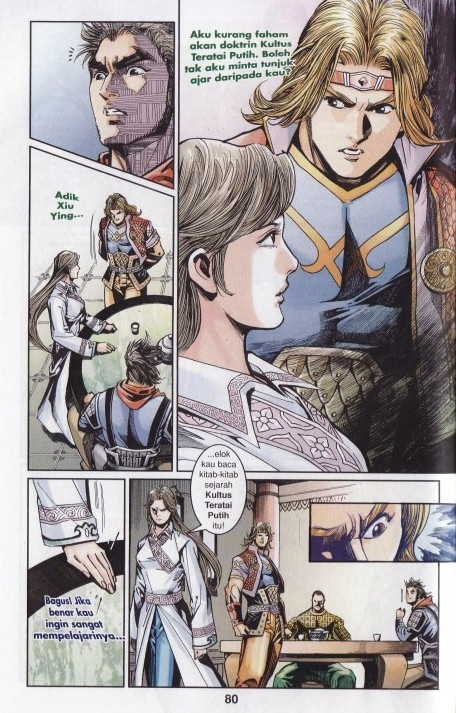 Aku kurang faham
akan doktrin Kultus
Teratai Putih. Boleh
tak aku minta tunjuk
ajar daripada kau?
Adik
Xiu
Ying...
Bagus! Jika
benar kau
ingin sangat
mempelajarinya...
...elok
kau baca
kitab-kitab
sejarah
Kultus
Teratai
Putih
itu!
80